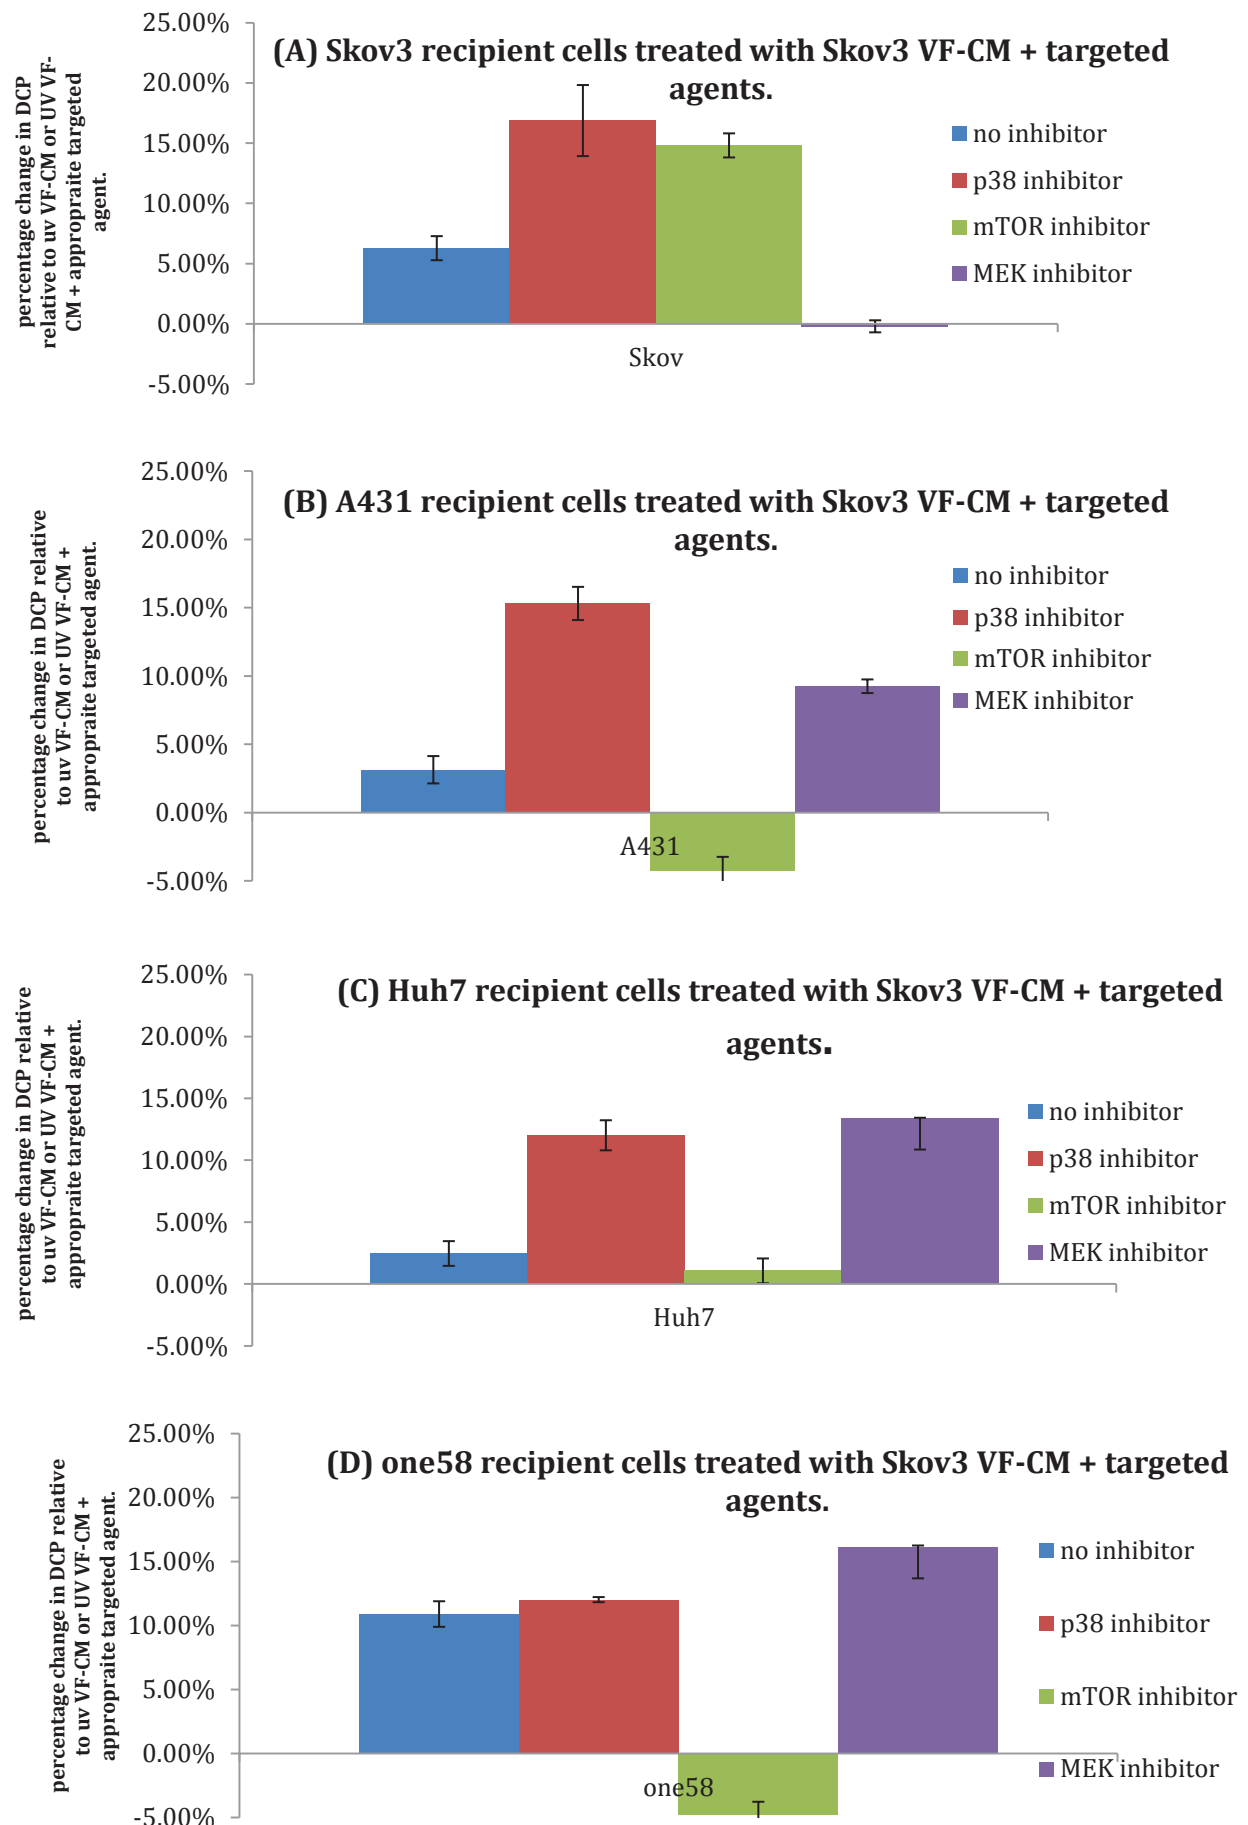 25.00%
20.00%
15.00%
10.00%
5.00%
0.00%
-5.00%
percentage change in DCP
relative to uv VF-CM or UV VF-
CM + appropraite targeted
agent.
(A) Skov3 recipient cells treated with Skov3 VF-CM + targeted
agents.
no inhibitor
p38 inhibitor
mTOR inhibitor
MEK inhibitor
Skov
25.00%
20.00%
15.00%
10.00%
5.00%
0.00%
-5.00%
percentage change in DCP relative
to uv VF-CM or UV VF-CM +
appropraite targeted agent.
(B) A431 recipient cells treated with Skov3 VF-CM + targeted
agents.
no inhibitor
p38 inhibitor
mTOR inhibitor
MEK inhibitor
A431
25.00%
20.00%
15.00%
10.00%
5.00%
0.00%
-5.00%
percentage change in DCP relative
to uv VF-CM or UV VF-CM +
appropraite targeted agent.
(C) Huh7 recipient cells treated with Skov3 VF-CM + targeted
agents.
no inhibitor
p38 inhibitor
mTOR inhibitor
MEK inhibitor
Huh7
25.00%
20.00%
15.00%
10.00%
5.00%
0.00%
-5.00%
percentage change in DCP relative
to uv VF-CM or UV VF-CM +
appropraite targeted agent.
(D) one58 recipient cells treated with Skov3 VF-CM + targeted
agents.
no inhibitor
p38 inhibitor
mTOR inhibitor
MEK inhibitor
one58